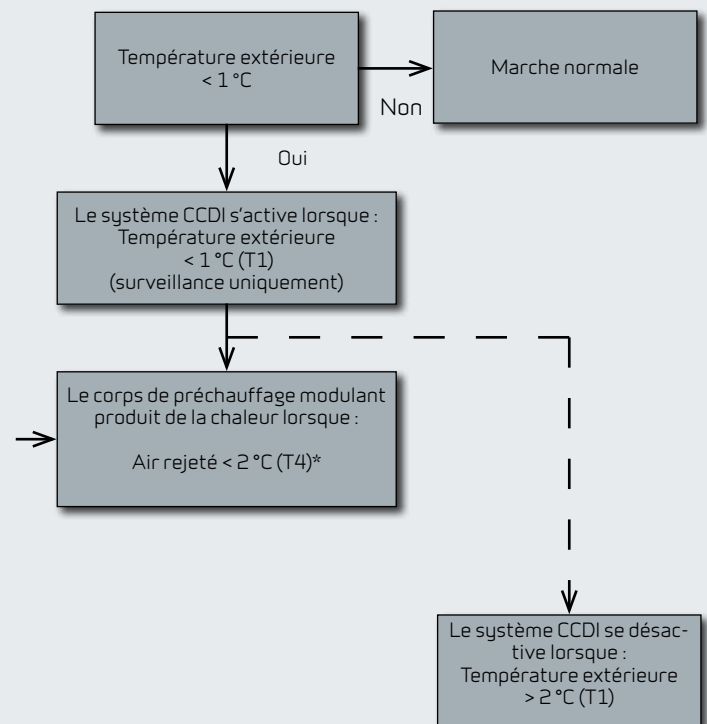 Température extérieure
< 1 °C
Marche normale
Non
Oui
Le système CCDI s'active lorsque :
Température extérieure
< 1 °C (T1)
(surveillance uniquement)
Le corps de préchauffage modulant
produit de la chaleur lorsque :
Air rejeté < 2 °C (T4)*
Le système CCDI se désac-
tive lorsque :
Température extérieure
> 2 °C (T1)